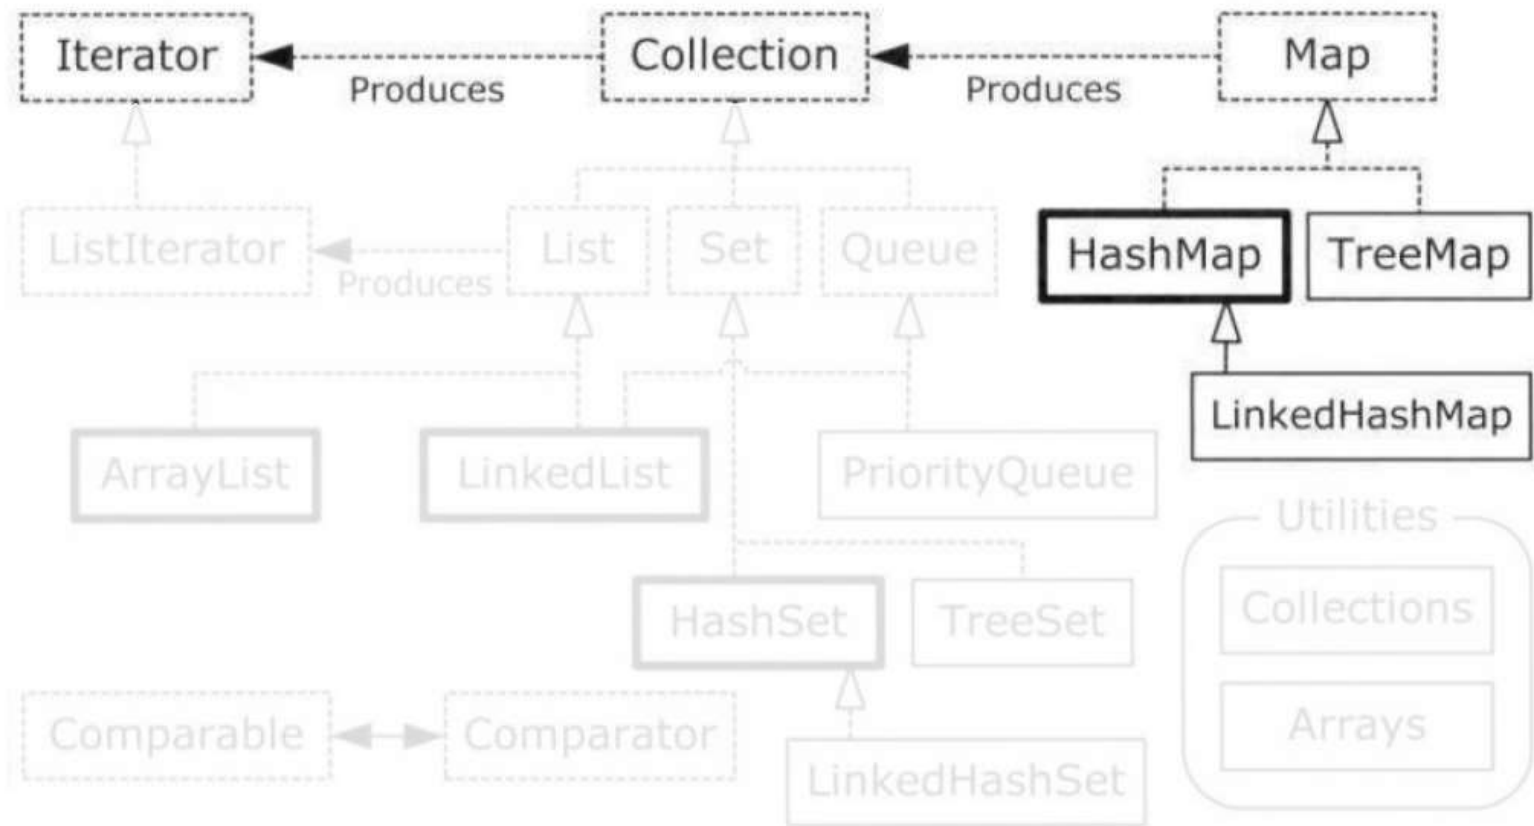 Iterator
Collection
Map
Produces
Produces
ListIterator
List
Set
Queue
HashMap
TreeMap
Produces
LinkedHashMap
ArrayList
LinkedList
PriorityQueue
Utilities
HashSet
TreeSet
Collections
Comparable
Comparator
Arrays
LinkedHashSet